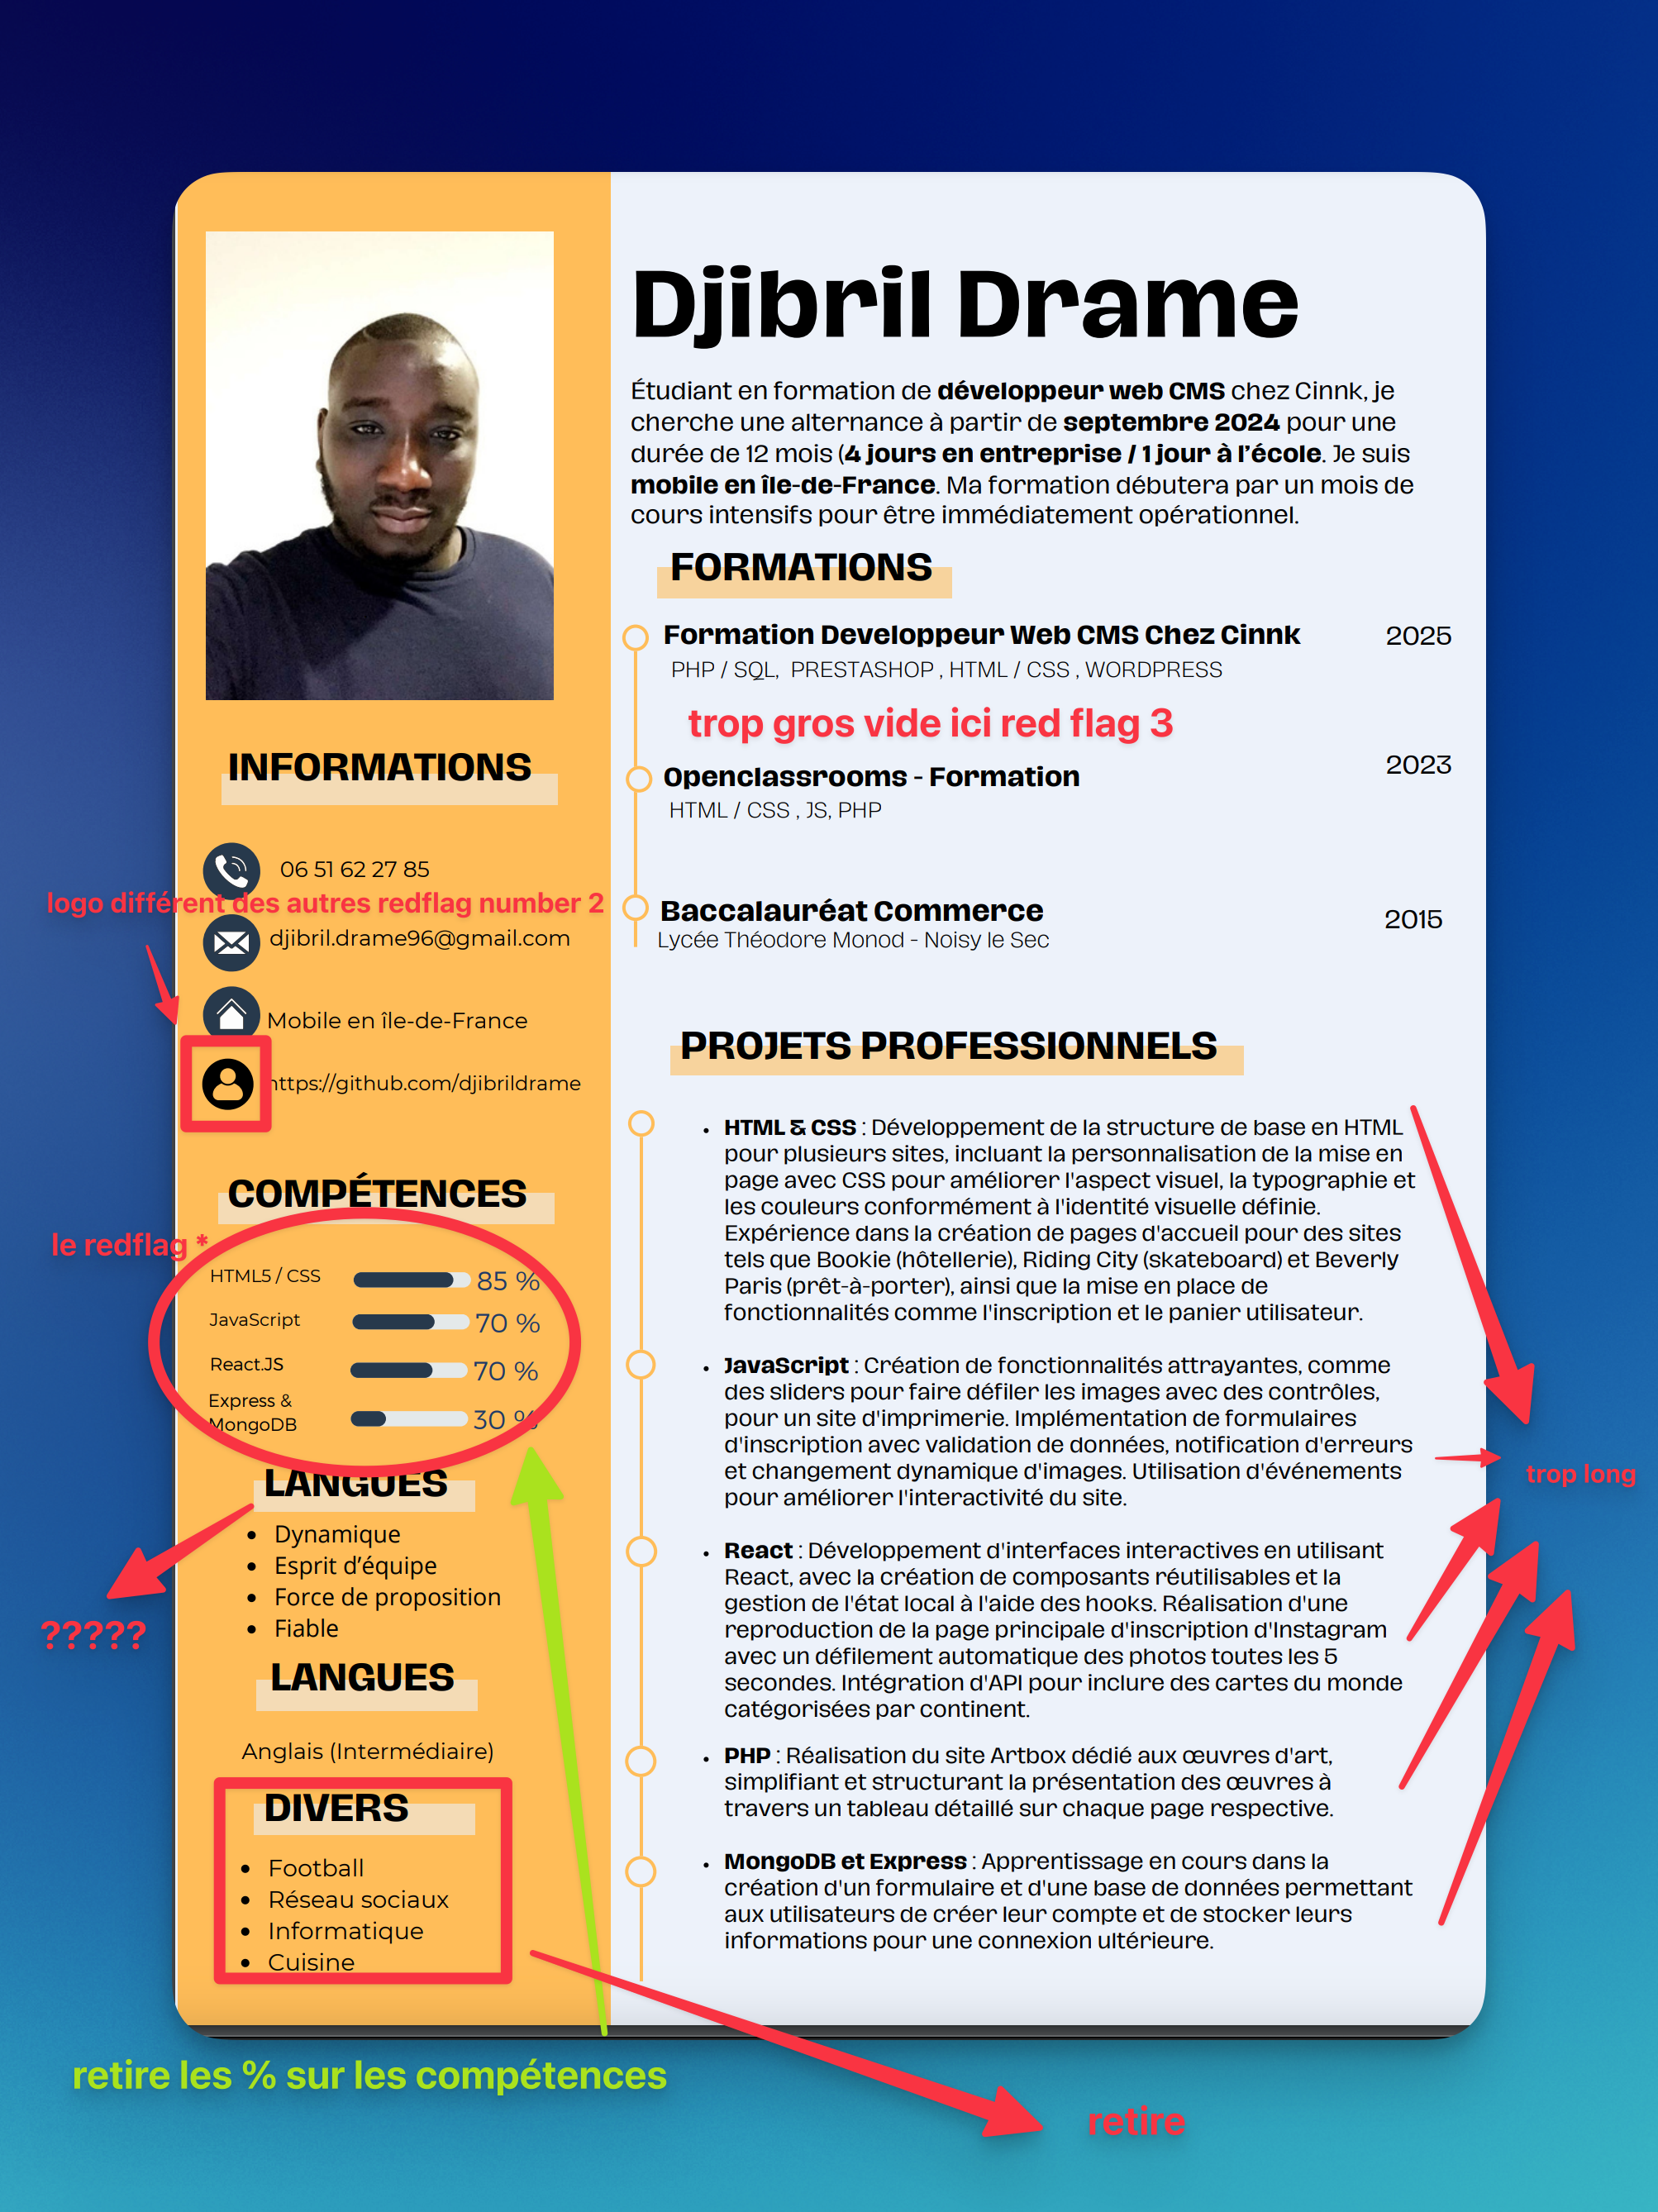 Djibril Drame
Étudiant en formation de développeur web CMS chez Cinnk, je
cherche une alternance à partir de septembre 2024 pour une
durée de 12 mois (4 jours en entreprise / 1 jour à l'école. Je suis
mobile en île-de-France. Ma formation débutera par un mois de
cours intensifs pour être immédiatement opérationnel.
FORMATIONS
Formation Developpeur Web CMS Chez Cinnk 2025
PHP / SQL, PRESTASHOP , HTML / CSS , WORDPRESS
trop gros vide ici red flag 3
Openclassrooms - Formation 2023
HTML / CSS , JS, PHP
Baccalauréat Commerce 2015
Lycée Théodore Monod - Noisy le Sec
INFORMATIONS
06 51 62 27 85
logo différent des autres redflag number 2
djibril.drame96@gmail.com
Mobile en île-de-France
https://github.com/djibrildrame
COMPÉTENCES
le redflag *
HTML5 / CSS 85 %
JavaScript 70 %
React.JS 70 %
Express &
MongoDB 30 %
LANGUES
?????
Dynamique
Esprit d’équipe
Force de proposition
Fiable
LANGUES
Anglais (Intermédiaire)
DIVERS
Football
Réseau sociaux
Informatique
Cuisine
PROJETS PROFESSIONNELS
HTML & CSS : Développement de la structure de base en HTML
pour plusieurs sites, incluant la personnalisation de la mise en
page avec CSS pour améliorer l'aspect visuel, la typographie et
les couleurs conformément à l'identité visuelle définie.
Expérience dans la création de pages d'accueil pour des sites
tels que Bookie (hôtellerie), Riding City (skateboard) et Beverly
Paris (prêt-à-porter), ainsi que la mise en place de
fonctionnalités comme l'inscription et le panier utilisateur.
JavaScript : Création de fonctionnalités attrayantes, comme
des sliders pour faire défiler les images avec des contrôles,
pour un site d'imprimerie. Implémentation de formulaires
d'inscription avec validation de données, notification d'erreurs
et changement dynamique d'images. Utilisation d'événements
pour améliorer l'interactivité du site.
trop long
React : Développement d'interfaces interactives en utilisant
React, avec la création de composants réutilisables et la
gestion de l'état local à l'aide des hooks. Réalisation d'une
reproduction de la page principale d'inscription d'Instagram
avec un défilement automatique des photos toutes les 5
secondes. Intégration d'API pour inclure des cartes du monde
catégorisées par continent.
PHP : Réalisation du site Artbox dédié aux œuvres d'art,
simplifiant et structurant la présentation des œuvres à
travers un tableau détaillé sur chaque page respective.
MongoDB et Express : Apprentissage en cours dans la
création d'un formulaire et d'une base de données permettant
aux utilisateurs de créer leur compte et de stocker leurs
informations pour une connexion ultérieure.
retire les % sur les compétences
retire